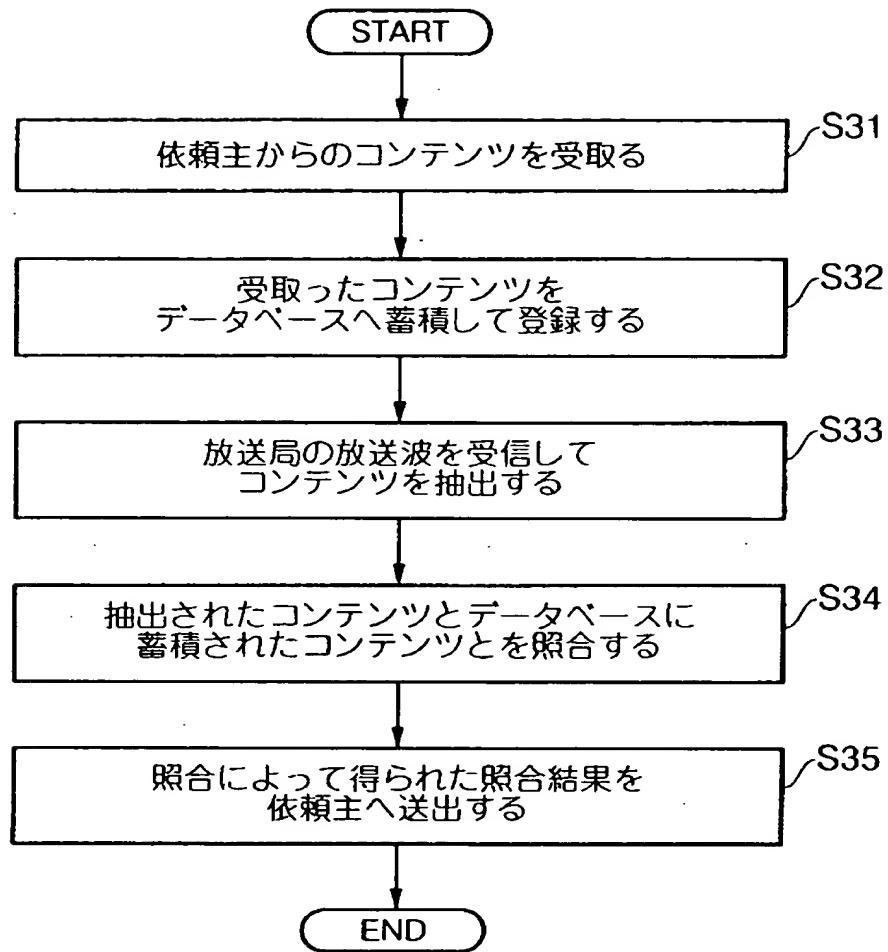 START
S31
依頼主からのコンテンツを受取る
S32
受取ったコンテンツを
データベースへ蓄積して登録する
S33
放送局の放送波を受信して
コンテンツを抽出する
S34
抽出されたコンテンツとデータベースに
蓄積されたコンテンツとを照合する
S35
照合によって得られた照合結果を
依頼主へ送出する
END